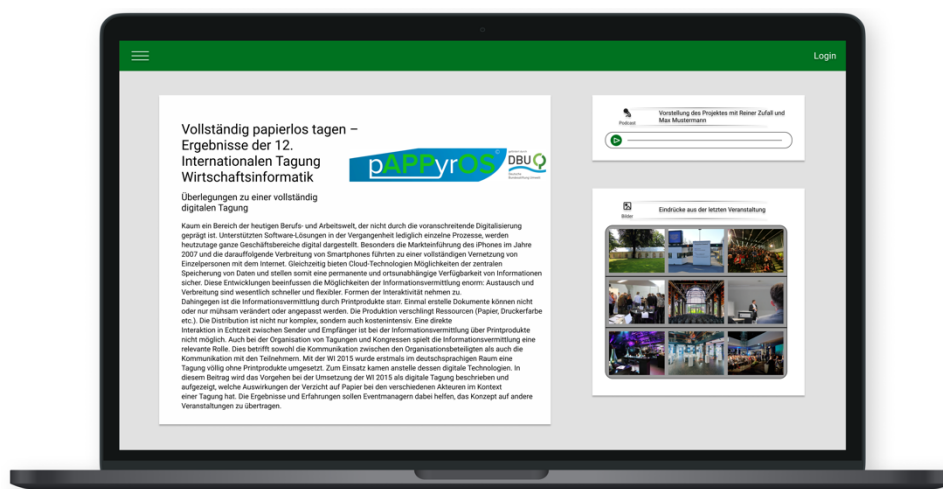 Login
Vollständig papierlos tagen –
Ergebnisse der 12.
Internationalen Tagung
Wirtschaftsinformatik
pAPPyrOS
DBU
Deutsche
Bundesstiftung Umwelt
Überlegungen zu einer vollständig
digitalen Tagung
Kaum ein Bereich der heutigen Berufs- und Arbeitswelt, der nicht durch die voranschreitende Digitalisierung
geprägt ist. Unterstützten Software-Lösungen in der Vergangenheit lediglich einzelne Prozesse, werden
heutzutage ganze Geschäftsbereiche digital dargestellt. Besonders die Markteinführung des iPhones im Jahre
2007 und die darauffolgende Verbreitung von Smartphones führten zu einer vollständigen Vernetzung von
Einzelpersonen mit dem Internet. Gleichzeitig bieten Cloud-Technologien Möglichkeiten der zentralen
Speicherung von Daten und stellen somit eine permanente und ortsunabhängige Verfügbarkeit von Informationen
sicher. Diese Entwicklungen beeinfussen die Möglichkeiten der Informationsvermittlung enorm: Austausch und
Verbreitung sind wesentlich schneller und flexibler. Formen der Interaktivität nehmen zu.
Dahingegen ist die Informationsvermittlung durch Printprodukte starr. Einmal erstelle Dokumente können nicht
oder nur mühsam verändert oder angepasst werden. Die Produktion verschlingt Ressourcen (Papier, Druckerfarbe
etc.). Die Distribution ist nicht nur komplex, sondern auch kostenintensiv. Eine direkte
Interaktion in Echtzeit zwischen Sender und Empfänger ist bei der Informationsvermittlung über Printprodukte
nicht möglich. Auch bei der Organisation von Tagungen und Kongressen spielt die Informationsvermittlung eine
relevante Rolle. Dies betrifft sowohl die Kommunikation zwischen den Organisationsbeteiligten als auch die
Kommunikation mit den Teilnehmern. Mit der WI 2015 wurde erstmals im deutschsprachigen Raum eine
Tagung völlig ohne Printprodukte umgesetzt. Zum Einsatz kamen anstelle dessen digitale Technologien. In
diesem Beitrag wird das Vorgehen bei der Umsetzung der WI 2015 als digitale Tagung beschrieben und
aufgezeigt, welche Auswirkungen der Verzicht auf Papier bei den verschiedenen Akteuren im Kontext
einer Tagung hat. Die Ergebnisse und Erfahrungen sollen Eventmanagern dabei helfen, das Konzept auf andere
Veranstaltungen zu übertragen.
Podcast
Vorstellung des Projektes mit Reiner Zufall und
Max Mustermann
Bilder
Eindrücke aus der letzten Veranstaltung